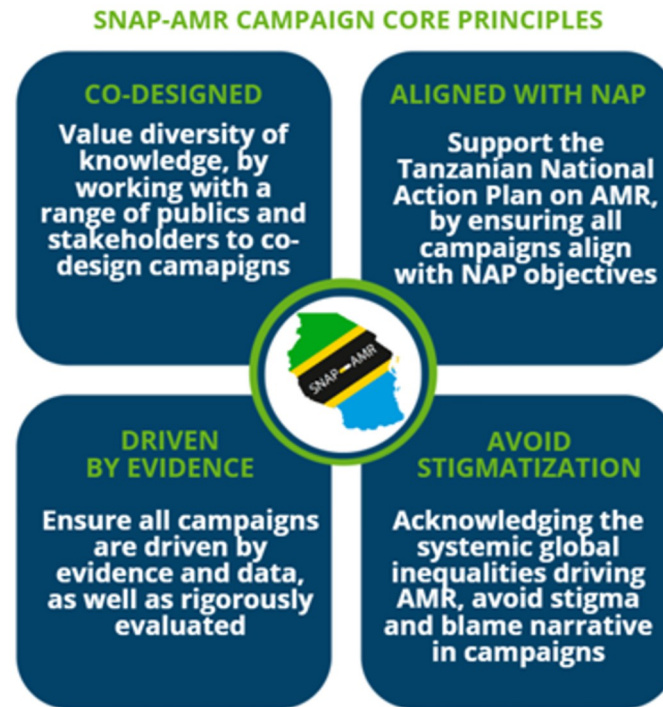 SNAP-AMR CAMPAIGN CORE PRINCIPLES
CO-DESIGNED
Value diversity of
knowledge, by
working with a
range of publics and
stakeholders to co-
design camapigns
ALIGNED WITH NAP
Support the
Tanzanian National
Action Plan on AMR,
by ensuring all
campaigns align
with NAP objectives
SNAP-AMR
DRIVEN
BY EVIDENCE
Ensure all campaigns
are driven by
evidence and data,
as well as rigorously
evaluated
AVOID
STIGMATIZATION
Acknowledging the
systemic global
inequalities driving
AMR, avoid stigma
and blame narrative
in campaigns